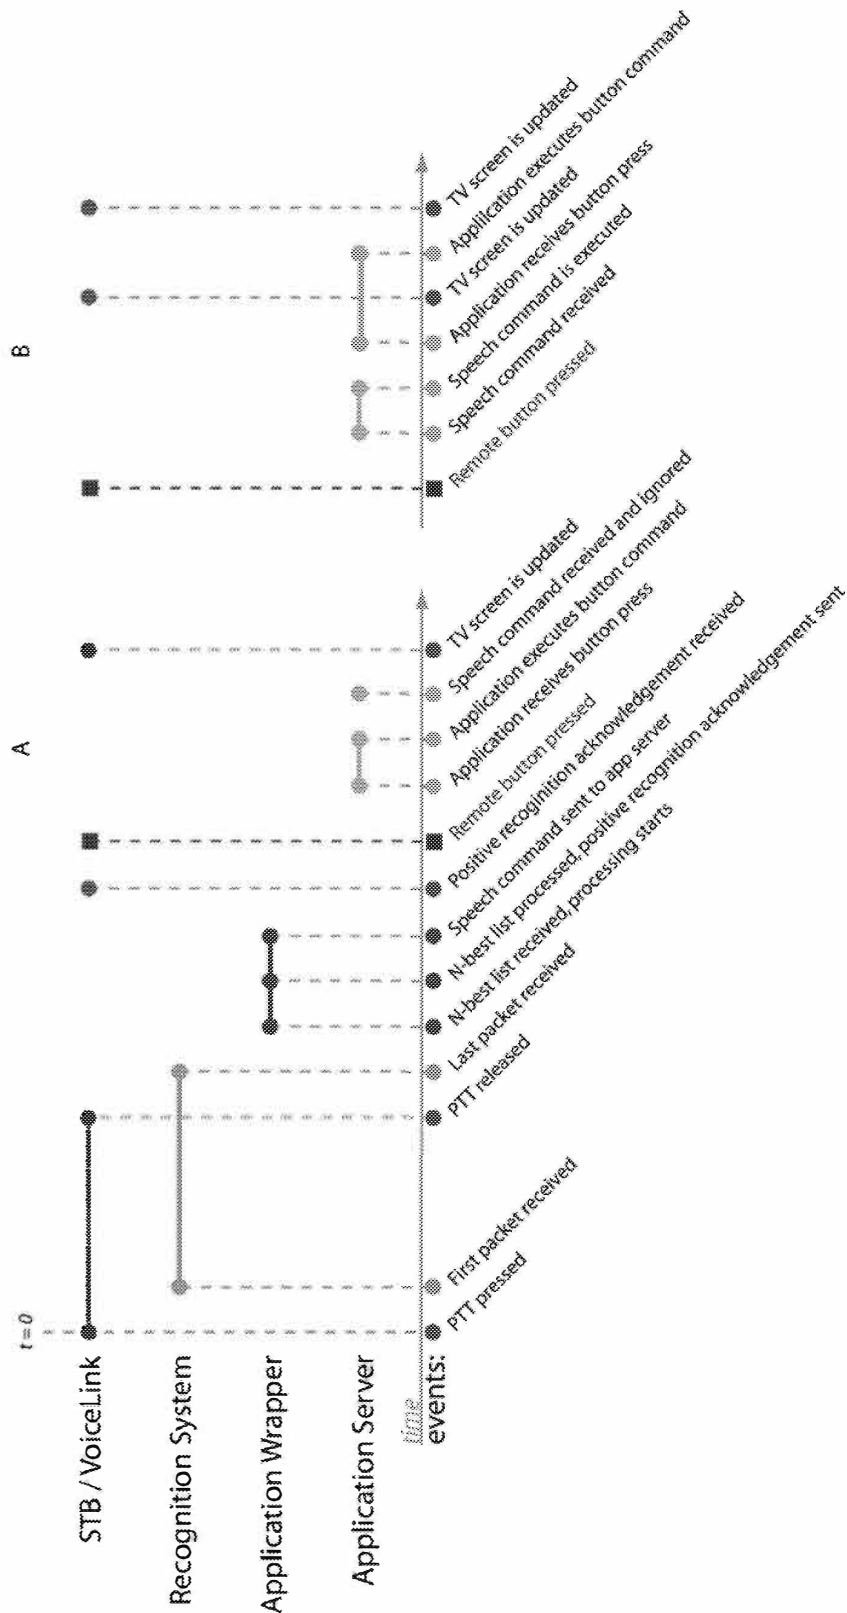 A
B
t=0
STB / VoiceLink
Recognition System
Application Wrapper
Application Server
time
events:
PTT pressed
First packet received
PTT released
Last packet received
N-best list received, processing starts
N-best list processed, positive recognition acknowledgement sent
Speech command sent to app server
Positive recoginition acknowledgement received
Remote button pressed
Application receives button press
Application executes button command
Speech command received and ignored
TV screen is updated
Remote button pressed
Speech command received
Speech command is executed
Application receives button press
TV screen is updated
Applilcation executes button command
TV screen is updated